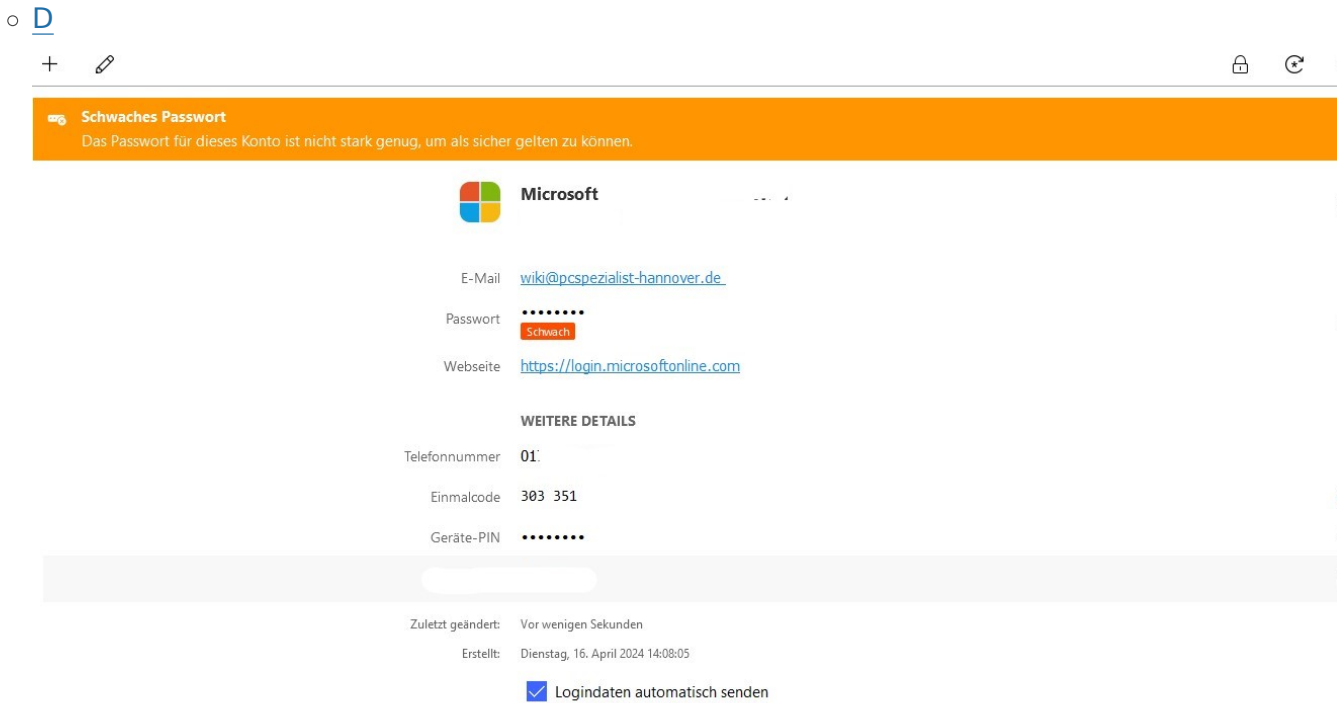 D
Schwaches Passwort
Das Passwort für dieses Konto ist nicht stark genug, um als sicher gelten zu können.
Microsoft
E-Mail wiki@pcspezialist-hannover.de
Passwort ••••••••
Schwach
Webseite https://login.microsoftonline.com
WEITERE DETAILS
Telefonnummer 01
Einmalcode 303 351
Geräte-PIN ••••••••
Zuletzt geändert: Vor wenigen Sekunden
Erstellt: Dienstag, 16. April 2024 14:08:05
Logindaten automatisch senden